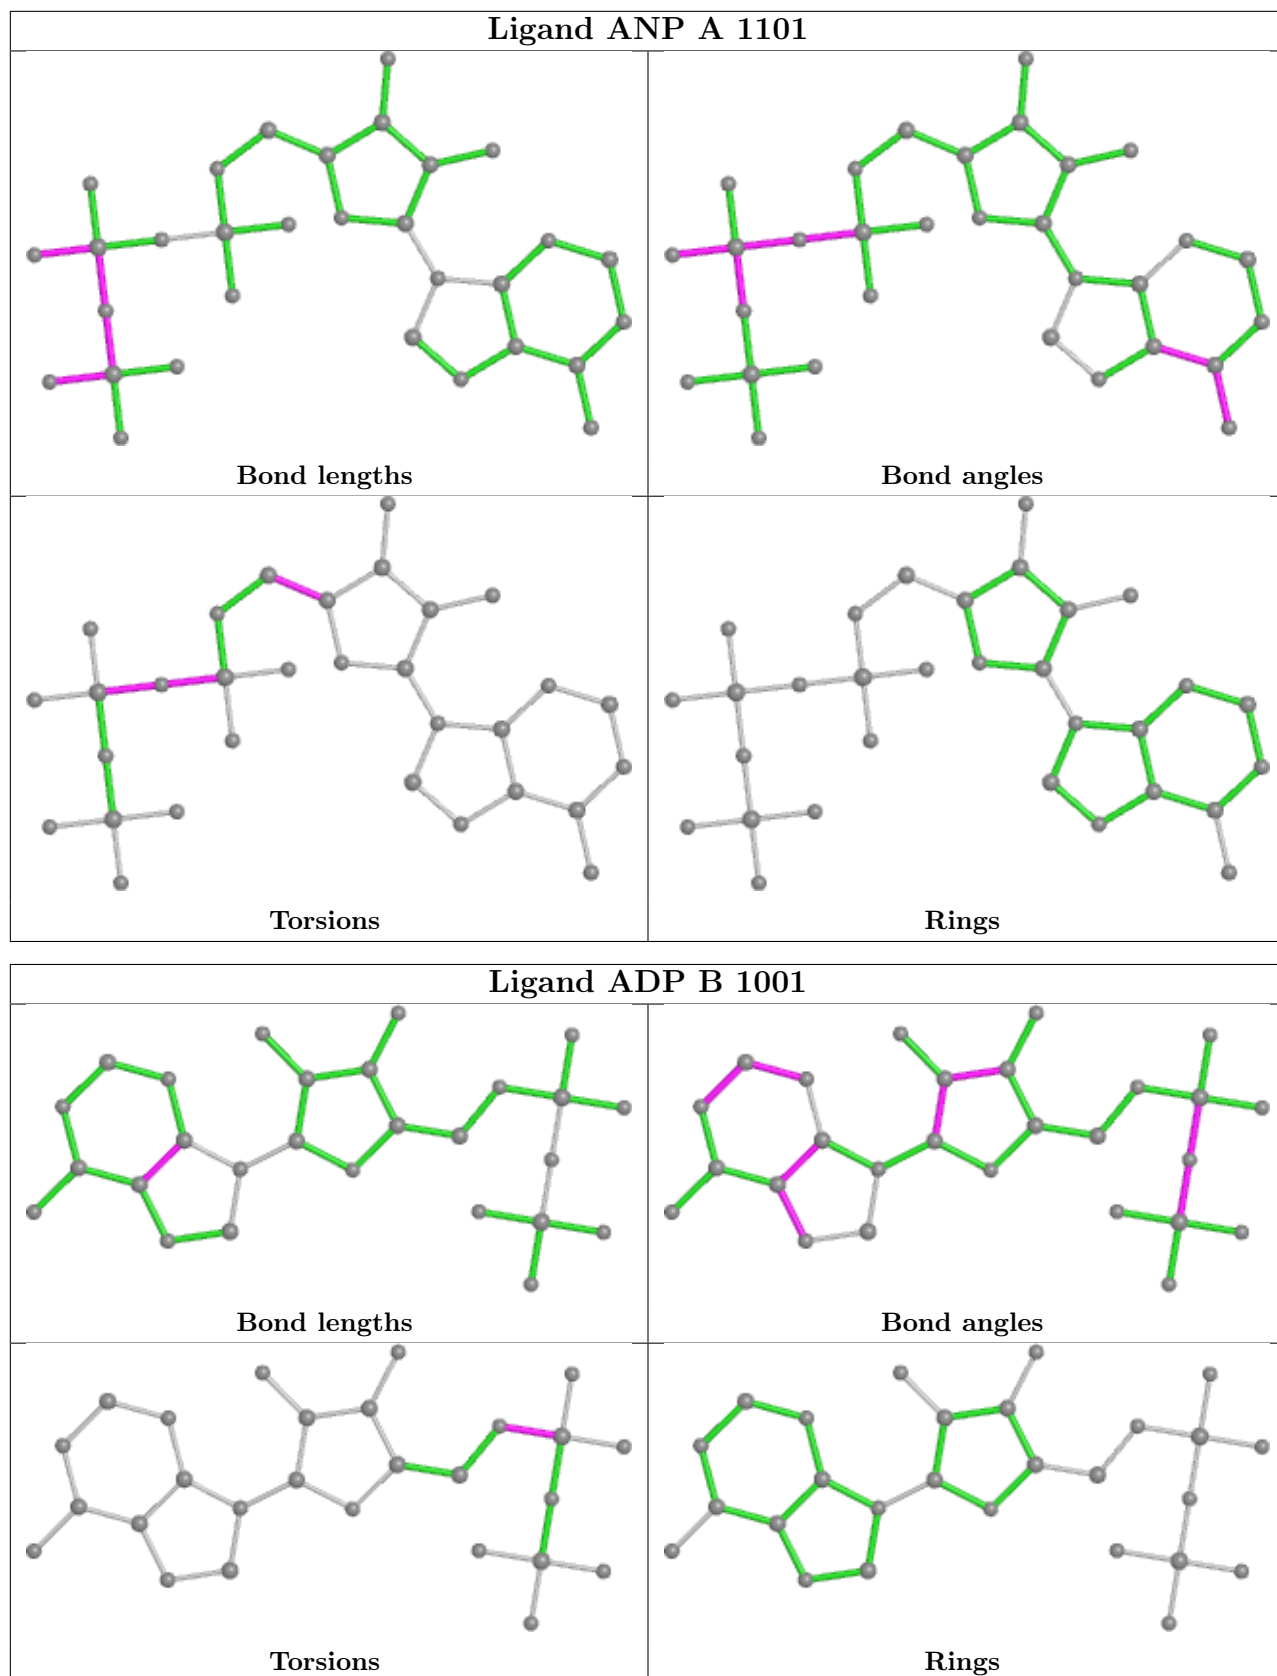 Ligand ANP A 1101
Bond lengths
Bond angles
Torsions
Rings
Ligand ADP B 1001
Bond lengths
Bond angles
Torsions
Rings